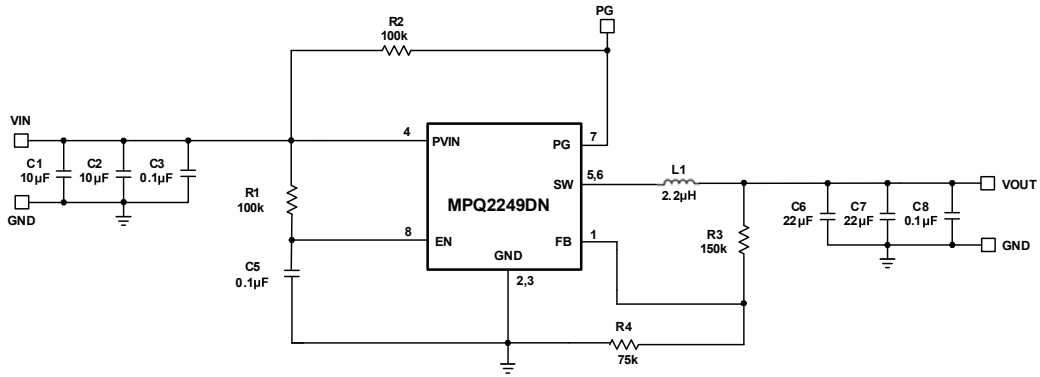 PG
R2
100k
VIN
4
PVIN
PG
7
C1
10µF
C2
10µF
C3
0.1µF
5,6
L1
SW
2.2µH
VOUT
GND
R1
100k
MPQ2249DN
C6
22µF
C7
22µF
C8
0.1µF
8
EN
FB
1
R3
150k
GND
GND
C5
0.1µF
2,3
R4
75k